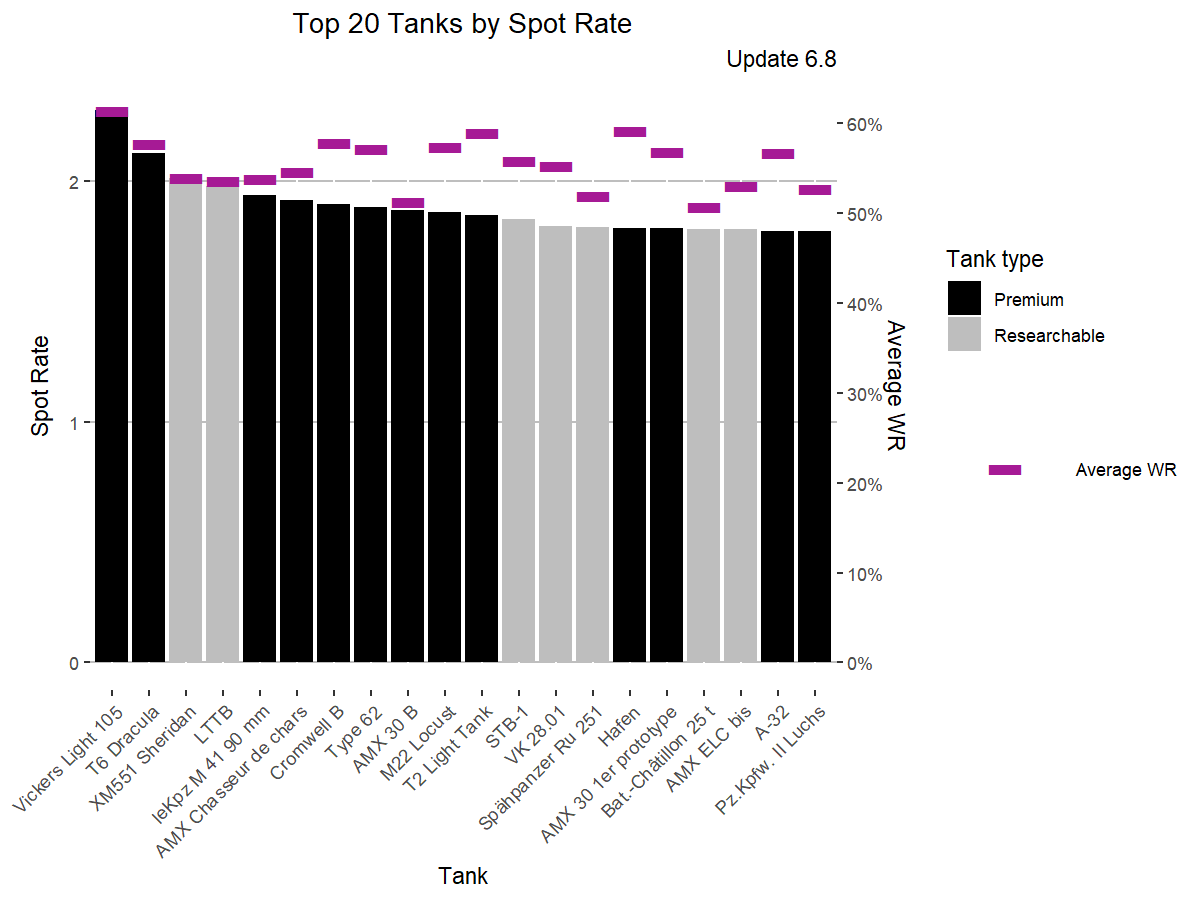 Top 20 Tanks by Spot Rate
Update 6.8
Spot Rate
2
1
0
60%
50%
40%
30%
20%
10%
0%
Average WR
Vickers Light 105
T6 Dracula
XM551 Sheridan
LTTB
leKpz M 41 90 mm
AMX Chasseur de chars
Cromwell B
Type 62
AMX 30 B
M22 Locust
T2 Light Tank
STB-1
VK 28.01
Spähpanzer Ru 251
Hafen
AMX 30 1er prototype
Bat.-Châtillon 25 t
AMX ELC bis
A-32
Pz.Kpfw. II Luchs
Tank
Tank type
Premium
Researchable
Average WR